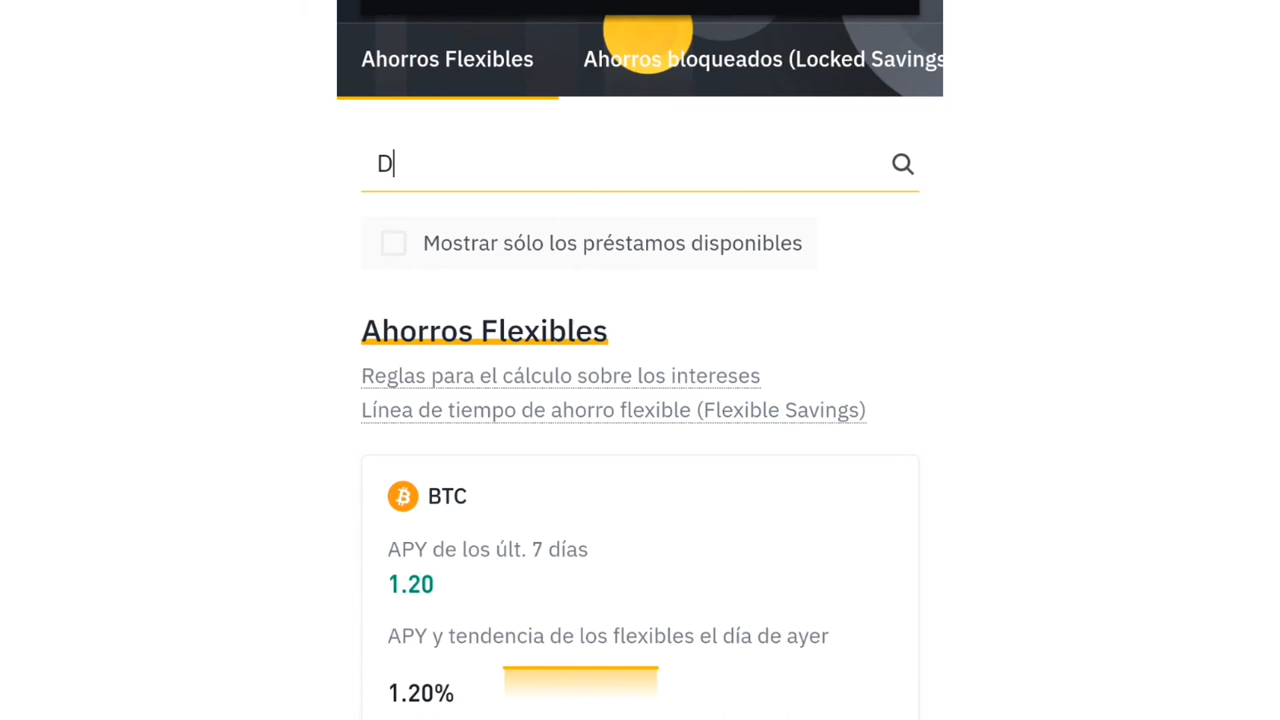 Ahorros Flexibles
Ahorros bloqueados (Locked Savings
D
Mostrar sólo los préstamos disponibles
Ahorros Flexibles
Reglas para el cálculo sobre los intereses
Línea de tiempo de ahorro flexible (Flexible Savings)
BTC
APY de los últ. 7 días
1.20
APY y tendencia de los flexibles el día de ayer
1.20%